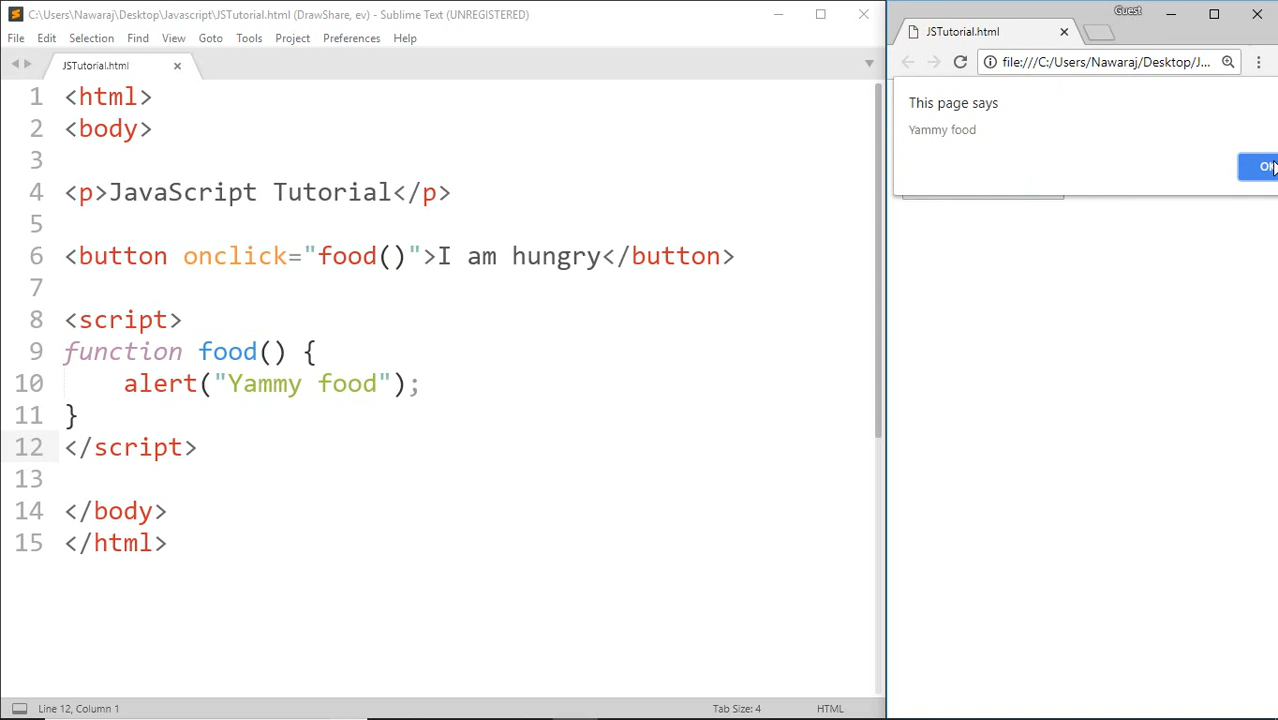 C:\Users\Nawaraj\Desktop\Javascript\JSTutorial.html (DrawShare, ev) - Sublime Text (UNREGISTERED)
File Edit Selection Find View Goto Tools Project Preferences Help
JSTutorial.html
1 <html>
2 <body>
3
4 <p>JavaScript Tutorial</p>
5
6 <button onclick="food()">I am hungry</button>
7
8 <script>
9 function food() {
10 alert("Yammy food");
11 }
12 </script>
13
14 </body>
15 </html>
Line 12, Column 1
Tab Size: 4
HTML
Guest
JSTutorial.html
file:///C:/Users/Nawaraj/Desktop/J...
This page says
Yammy food
OK